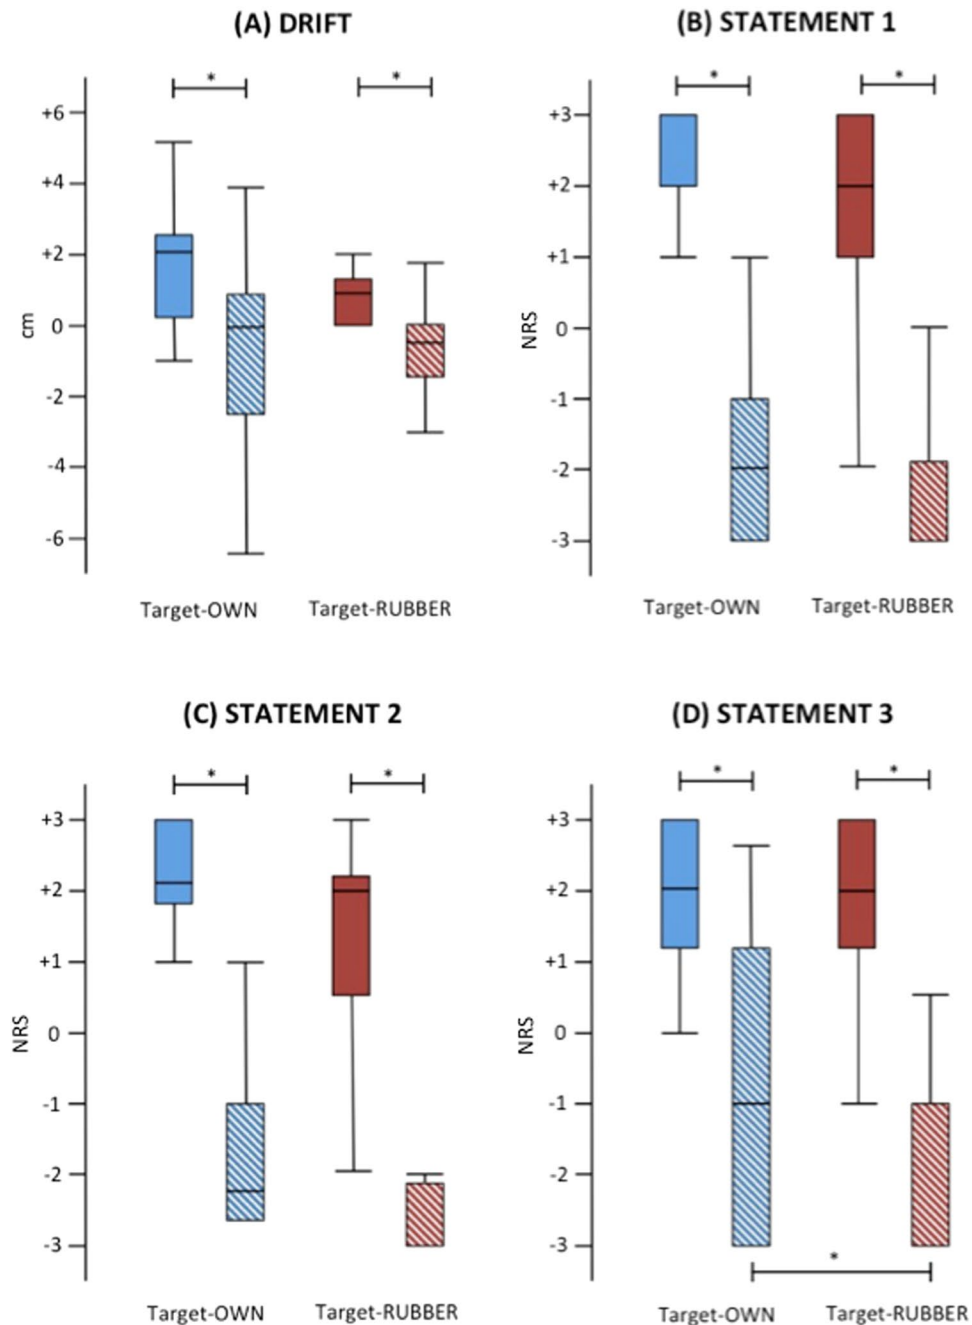 (A) DRIFT
*
*
+6
+4
+2
0
-2
-4
-6
cm
Target-OWN
Target-RUBBER
(B) STATEMENT 1
*
*
+3
+2
+1
0
-1
-2
-3
NRS
Target-OWN
Target-RUBBER
(C) STATEMENT 2
*
*
+3
+2
+1
0
-1
-2
-3
NRS
Target-OWN
Target-RUBBER
(D) STATEMENT 3
*
*
+3
+2
+1
0
-1
-2
-3
NRS
*
Target-OWN
Target-RUBBER